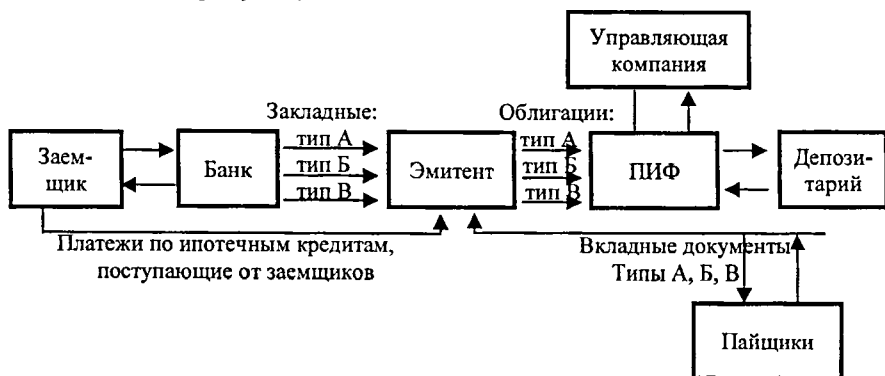 Управляющая
компания
Закладные:
Облигации:
Заем-
щик
Банк
тип А
тип Б
тип В
Эмитент
тип А
тип Б
тип В
ПИФ
Депози-
тарий
Платежи по ипотечным кредитам,
поступающие от заемщиков
Вкладные документы
Типы А, Б, В
Пайщики